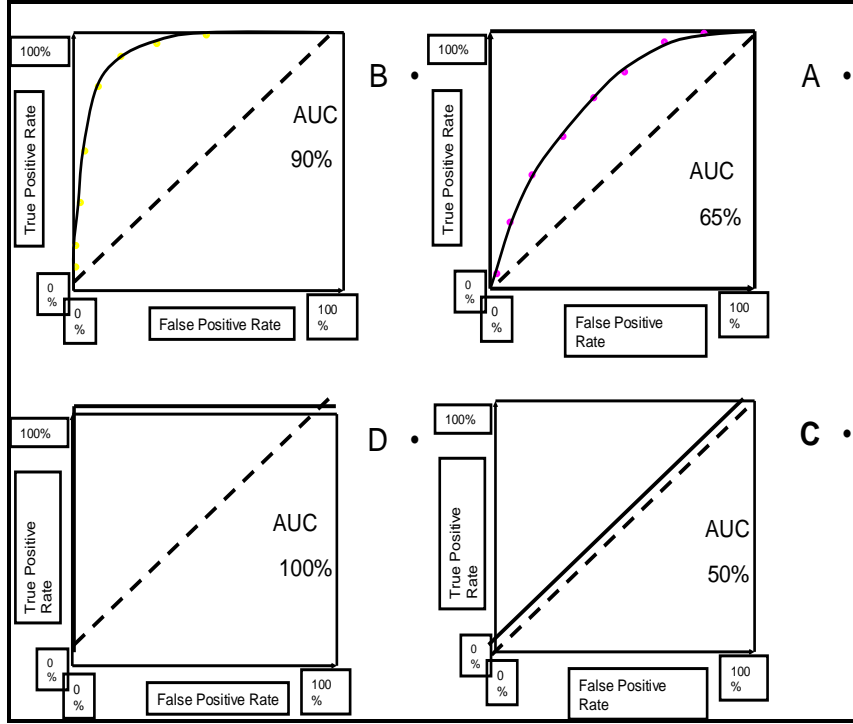 100%
True Positive Rate
AUC
90%
0
%
0
%
False Positive Rate
100
%
B •
100%
True Positive Rate
AUC
65%
0
%
0
%
False Positive
Rate
100
%
A •
100%
True Positive
Rate
AUC
100%
0
%
0
%
False Positive Rate
100
%
D •
100%
True Positive
Rate
AUC
50%
0
%
0
%
False Positive
Rate
100
%
C •